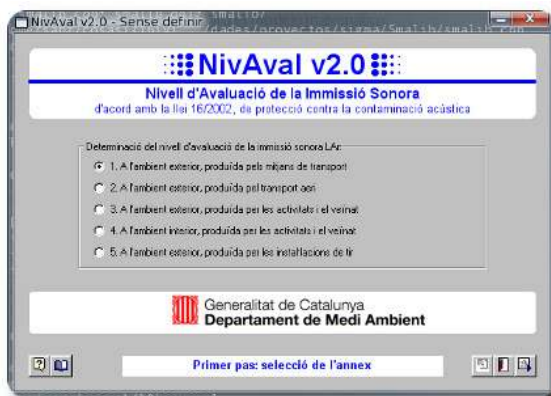 NivAval v2.0 - Sense definir
NivAval v2.0
Nivell d'Avaluació de la Immissió Sonora
d'acord amb la llei 16/2002, de protecció contra la contaminació acústica
Determinació del nivell d'avaluació de la immissió sonora LAr:
1. A l'ambient exterior, produïda pels mitjans de transport
2. A l'ambient exterior, produïda pel transport aeri
3. A l'ambient exterior, produïda per les activitats i el veïnat
4. A l'ambient interior, produïda per les activitats i el veïnat
5. A l'ambient exterior, produïda per les instal·lacions de tir
Generalitat de Catalunya
Departament de Medi Ambient
Primer pas: selecció de l'annex